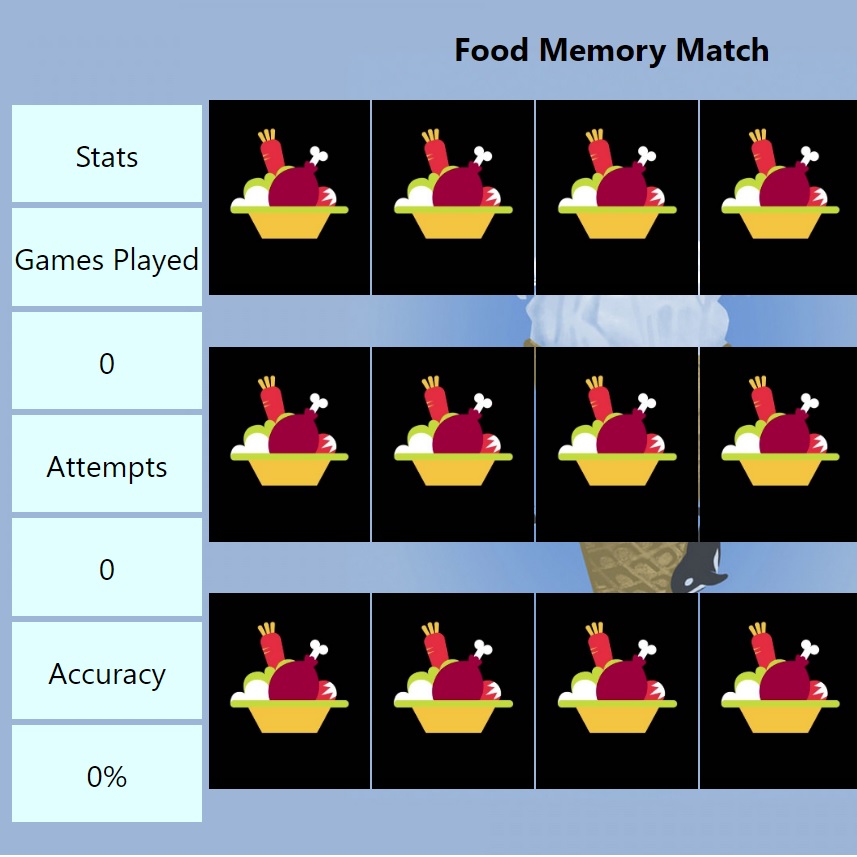 Food Memory Match
Stats
Games Played
0
Attempts
0
Accuracy
0%